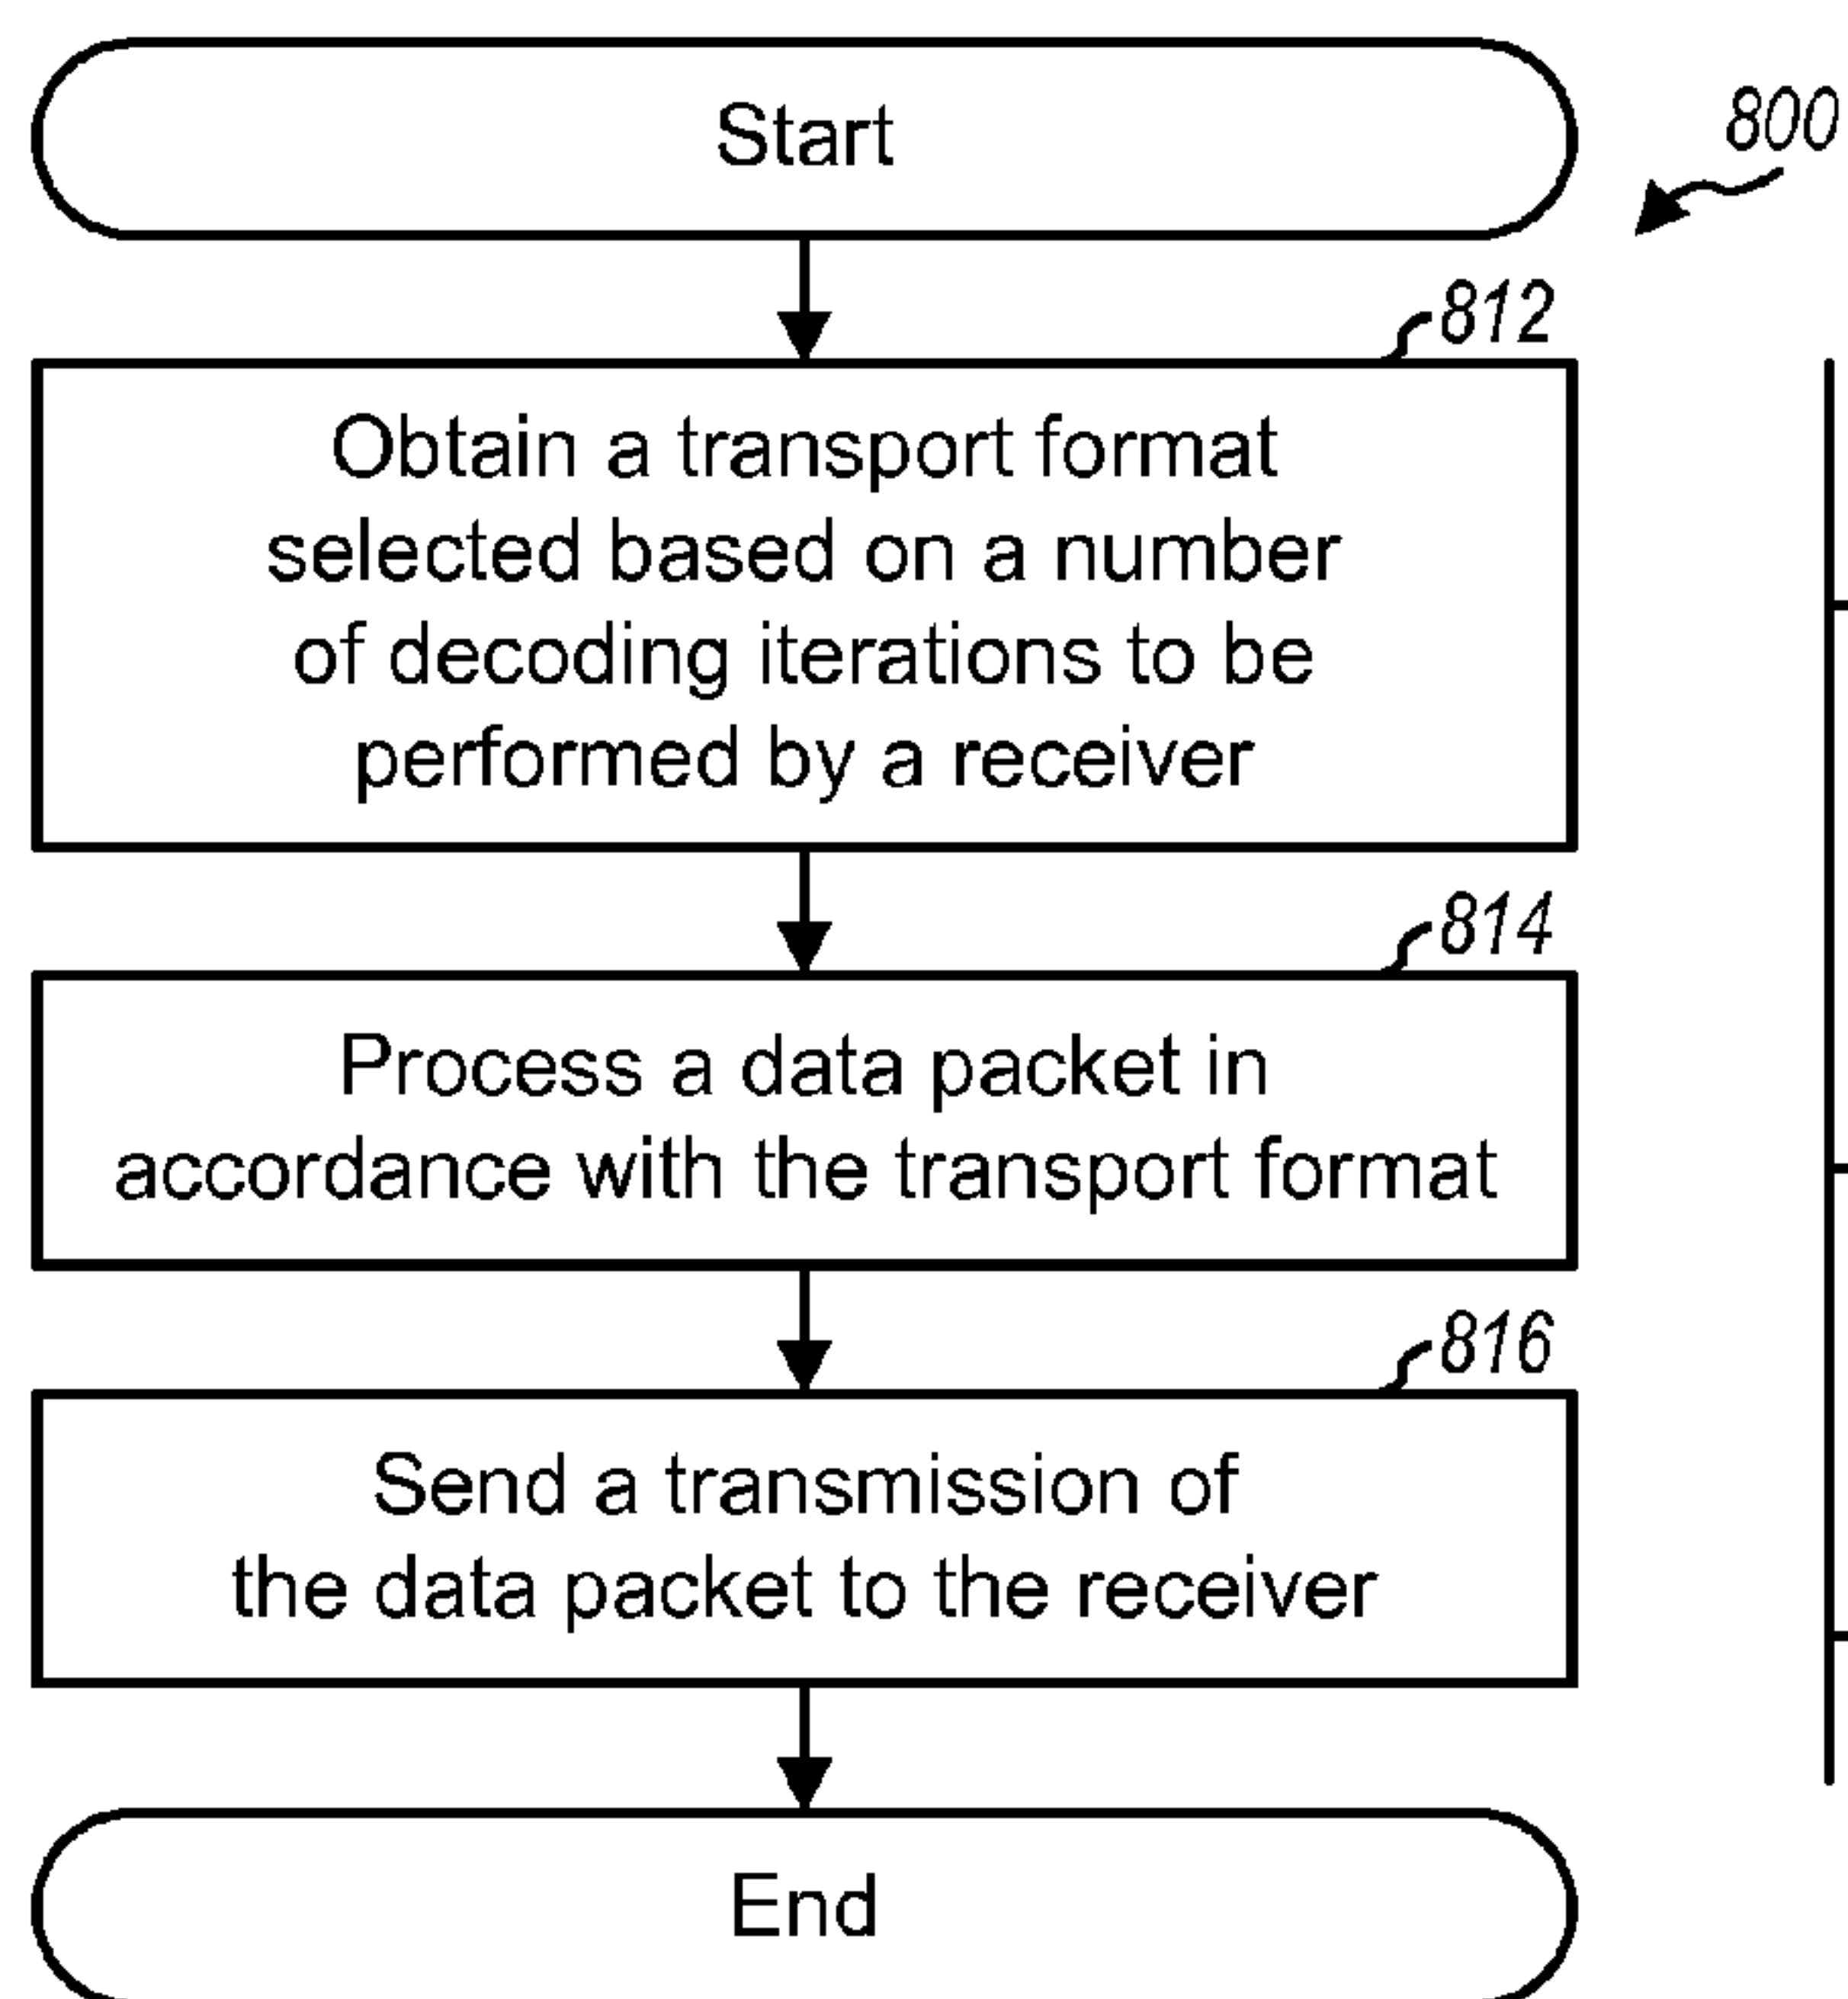 Start
800
812
Obtain a transport format
selected based on a number
of decoding iterations to be
performed by a receiver
814
Process a data packet in
accordance with the transport format
816
Send a transmission of
the data packet to the receiver
End